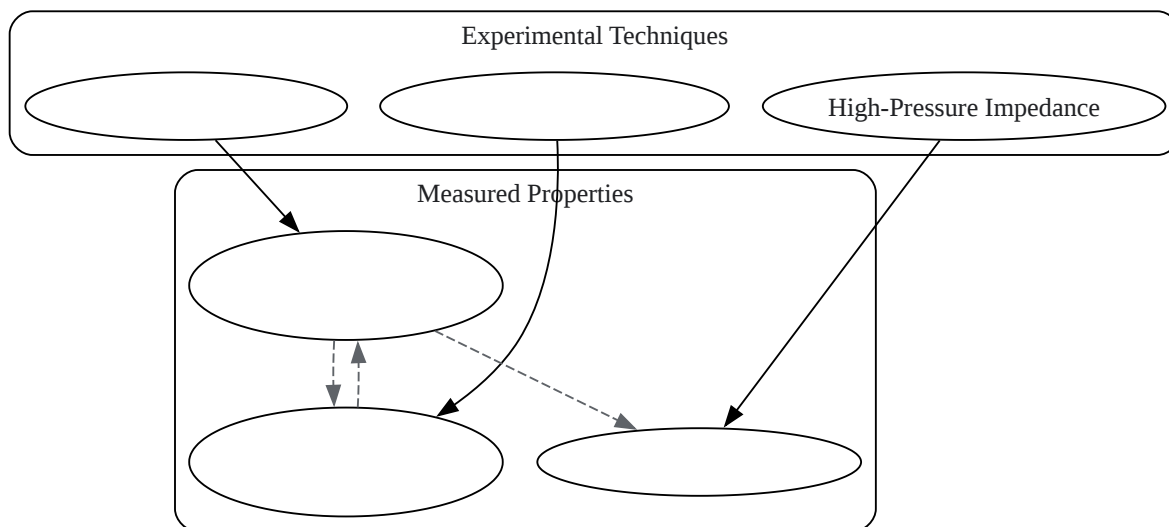 Experimental Techniques
High-Pressure Impedance
Measured Properties